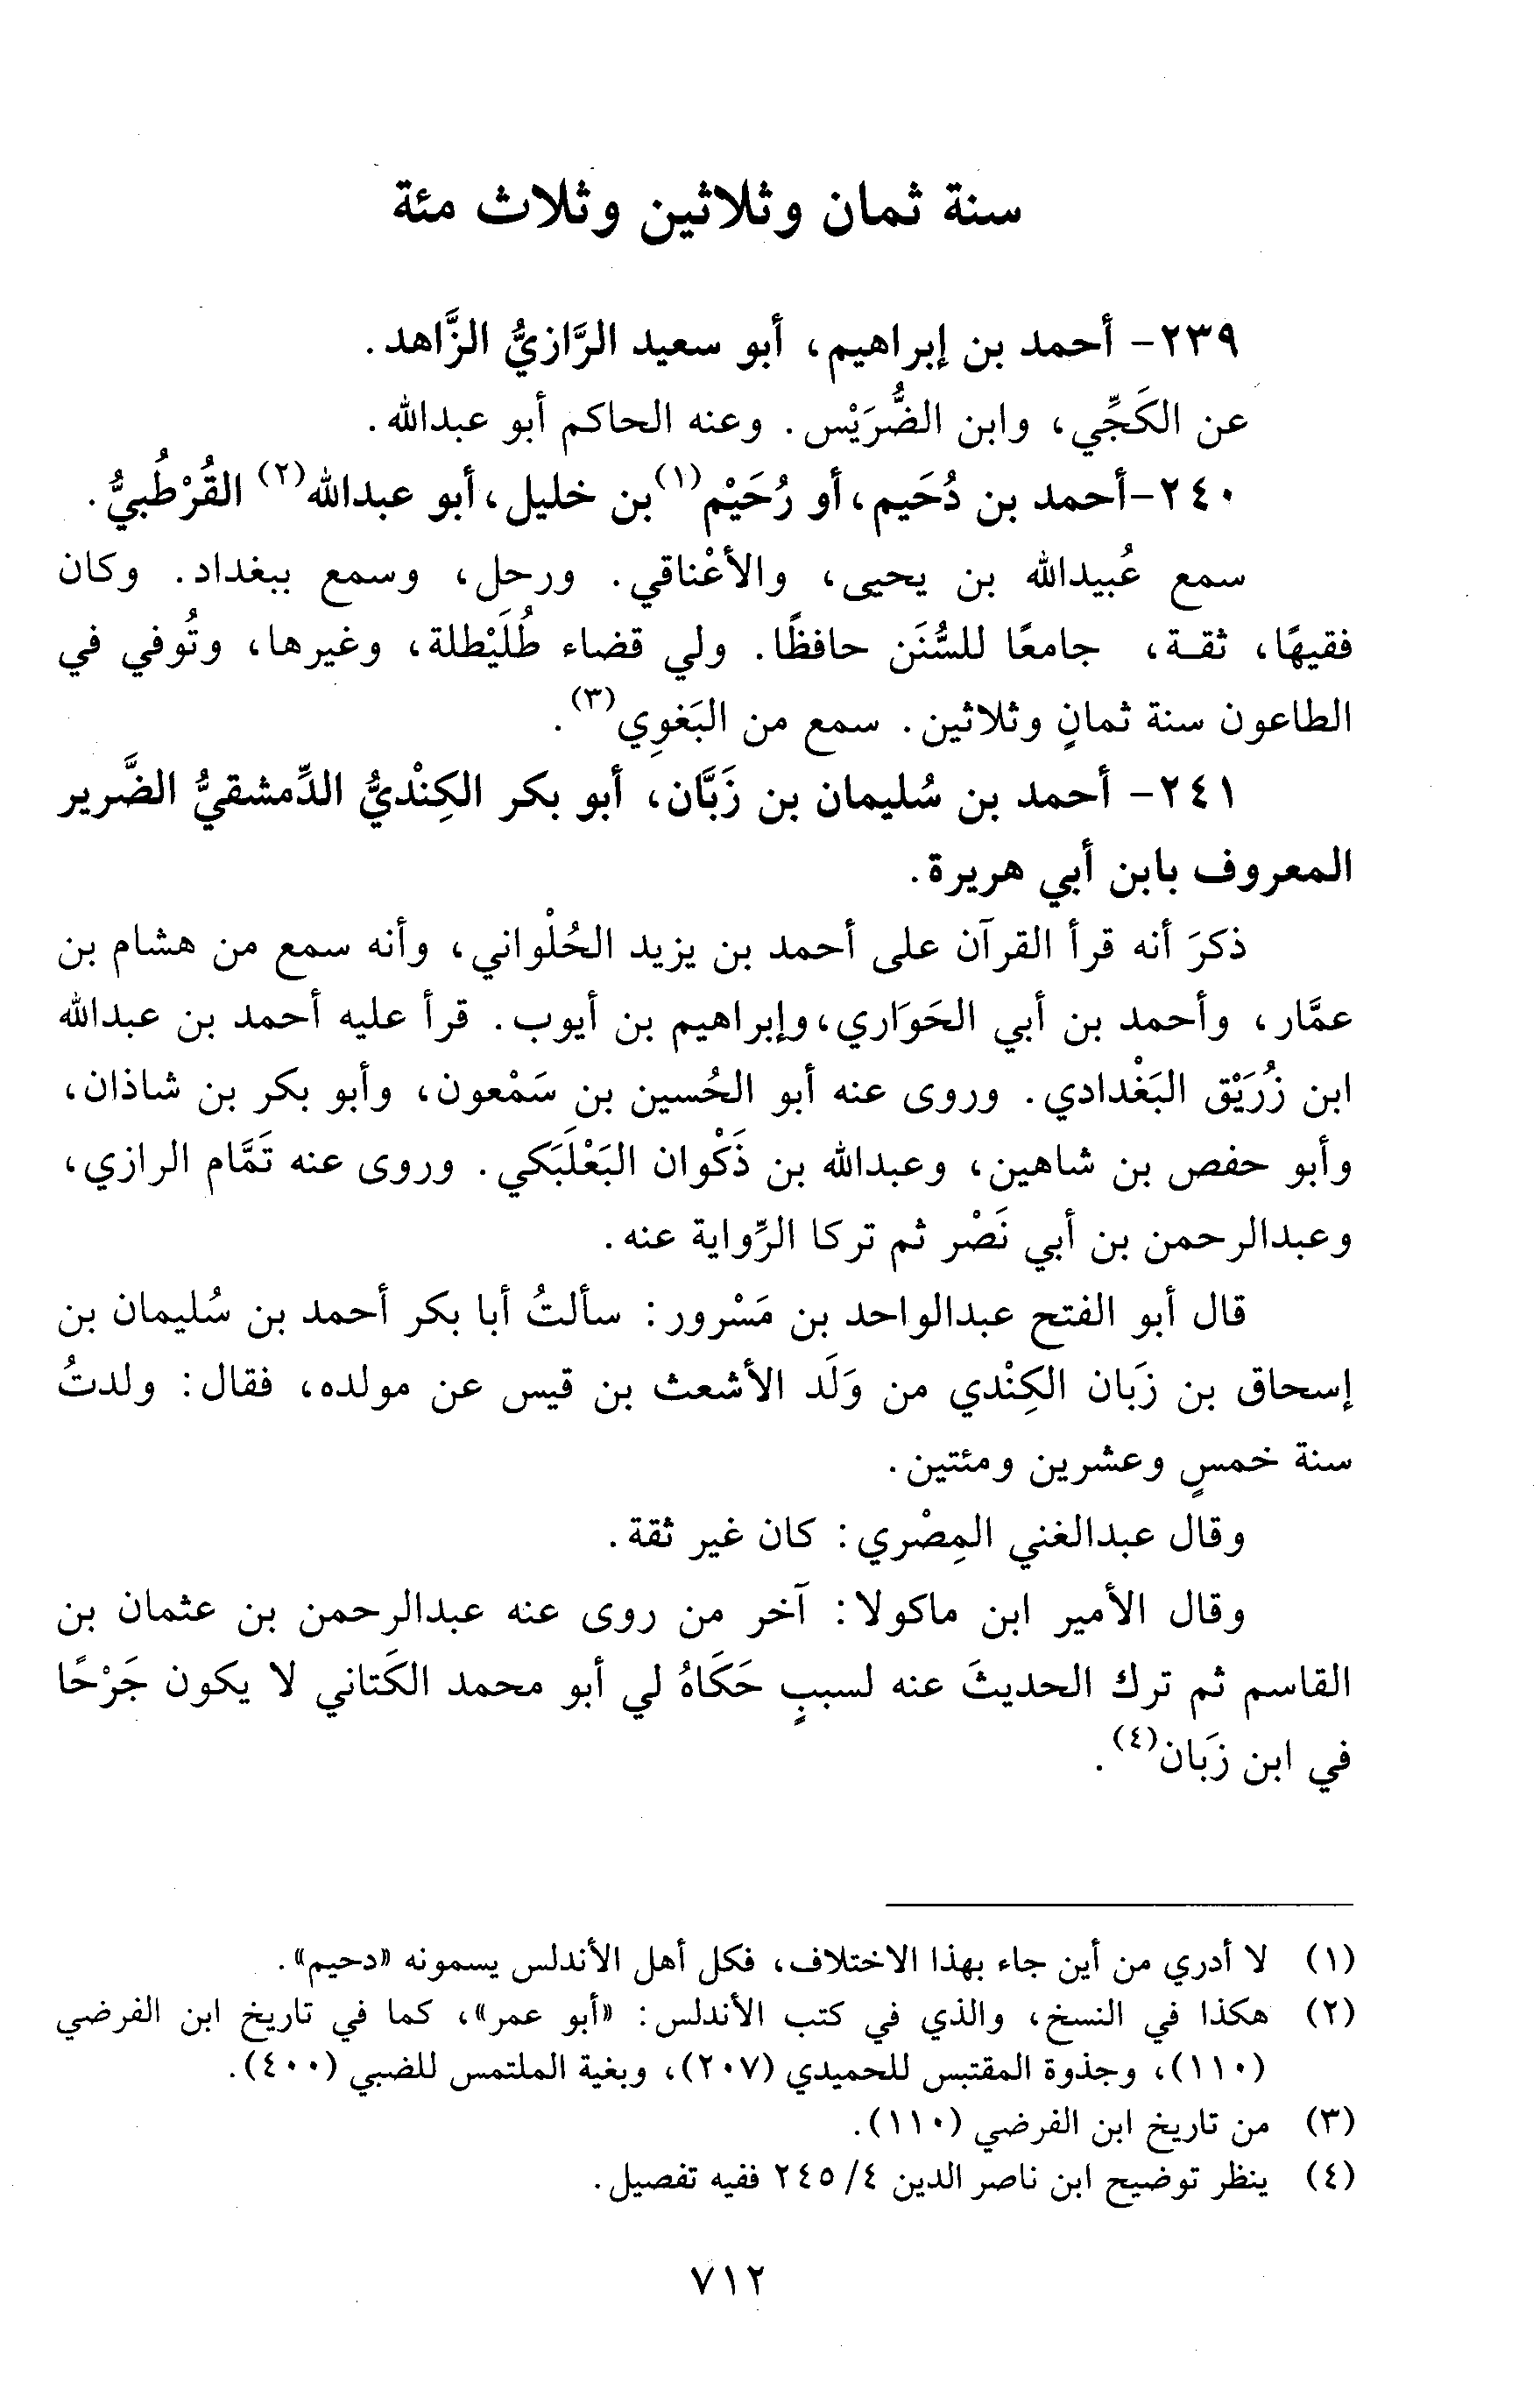 سنة ثمان وثلاثين وثلاث مئة
٢٣٩- أحمد بن إبراهيم، أبو سعيد الرَّازيُّ الزَّاهد.
عن الكَجِّي، وابن الضُّرَيْس. وعنه الحاكم أبو عبدالله.
٢٤٠-أحمد بن دُحَيم، أو رُحَيْم(١) بن خليل، أبو عبدالله(٢) القُرْطُبيُّ.
سمع عُبيدالله بن يحيى، والأعْناقي. ورحل، وسمع ببغداد. وكان
فقيهًا، ثقـة، جامعًا للسُّنَن حافظًا. ولي قضاء طُلَيْطلة، وغيرها، وتُوفي في
الطاعون سنة ثمانٍ وثلاثين. سمع من البَغوِي(٣).
٢٤١- أحمد بن سُليمان بن زَبَّان، أبو بكر الكِنْديُّ الدِّمشقيُّ الضَّرير
المعروف بابن أبي هريرة.
ذكرَ أنه قرأ القرآن على أحمد بن يزيد الحُلْواني، وأنه سمع من هشام بن
عمَّار، وأحمد بن أبي الحَوَاري، وإبراهيم بن أيوب. قرأ عليه أحمد بن عبدالله
ابن زُرَيْق البَغْدادي. وروى عنه أبو الحُسين بن سَمْعون، وأبو بكر بن شاذان،
وأبو حفص بن شاهين، وعبدالله بن ذَكْوان البَعْلَبَكي. وروى عنه تَمَّام الرازي،
وعبدالرحمن بن أبي نَصْر ثم تركا الرِّواية عنه.
قال أبو الفتح عبدالواحد بن مَسْرور: سألتُ أبا بكر أحمد بن سُليمان بن
إسحاق بن زَبان الكِنْدي من وَلَد الأشعث بن قيس عن مولده، فقال: ولدتُ
سنة خمسٍ وعشرين ومئتين.
وقال عبدالغني المِصْري: كان غير ثقة.
وقال الأمير ابن ماكولا: آخر من روى عنه عبدالرحمن بن عثمان بن
القاسم ثم ترك الحديثَ عنه لسببٍ حَكَاهُ لي أبو محمد الكَتاني لا يكون جَرْحًا
في ابن زَبان(٤).
(١) لا أدري من أين جاء بهذا الاختلاف، فكل أهل الأندلس يسمونه «دحيم».
(٢) هكذا في النسخ، والذي في كتب الأندلس: «أبو عمر»، كما في تاريخ ابن الفرضي
(١١٠)، وجذوة المقتبس للحميدي (٢٠٧)، وبغية الملتمس للضبي (٤٠٠).
(٣) من تاريخ ابن الفرضي (١١٠).
(٤) ينظر توضيح ابن ناصر الدين ٤/ ٢٤٥ ففيه تفصيل.
٧١٢